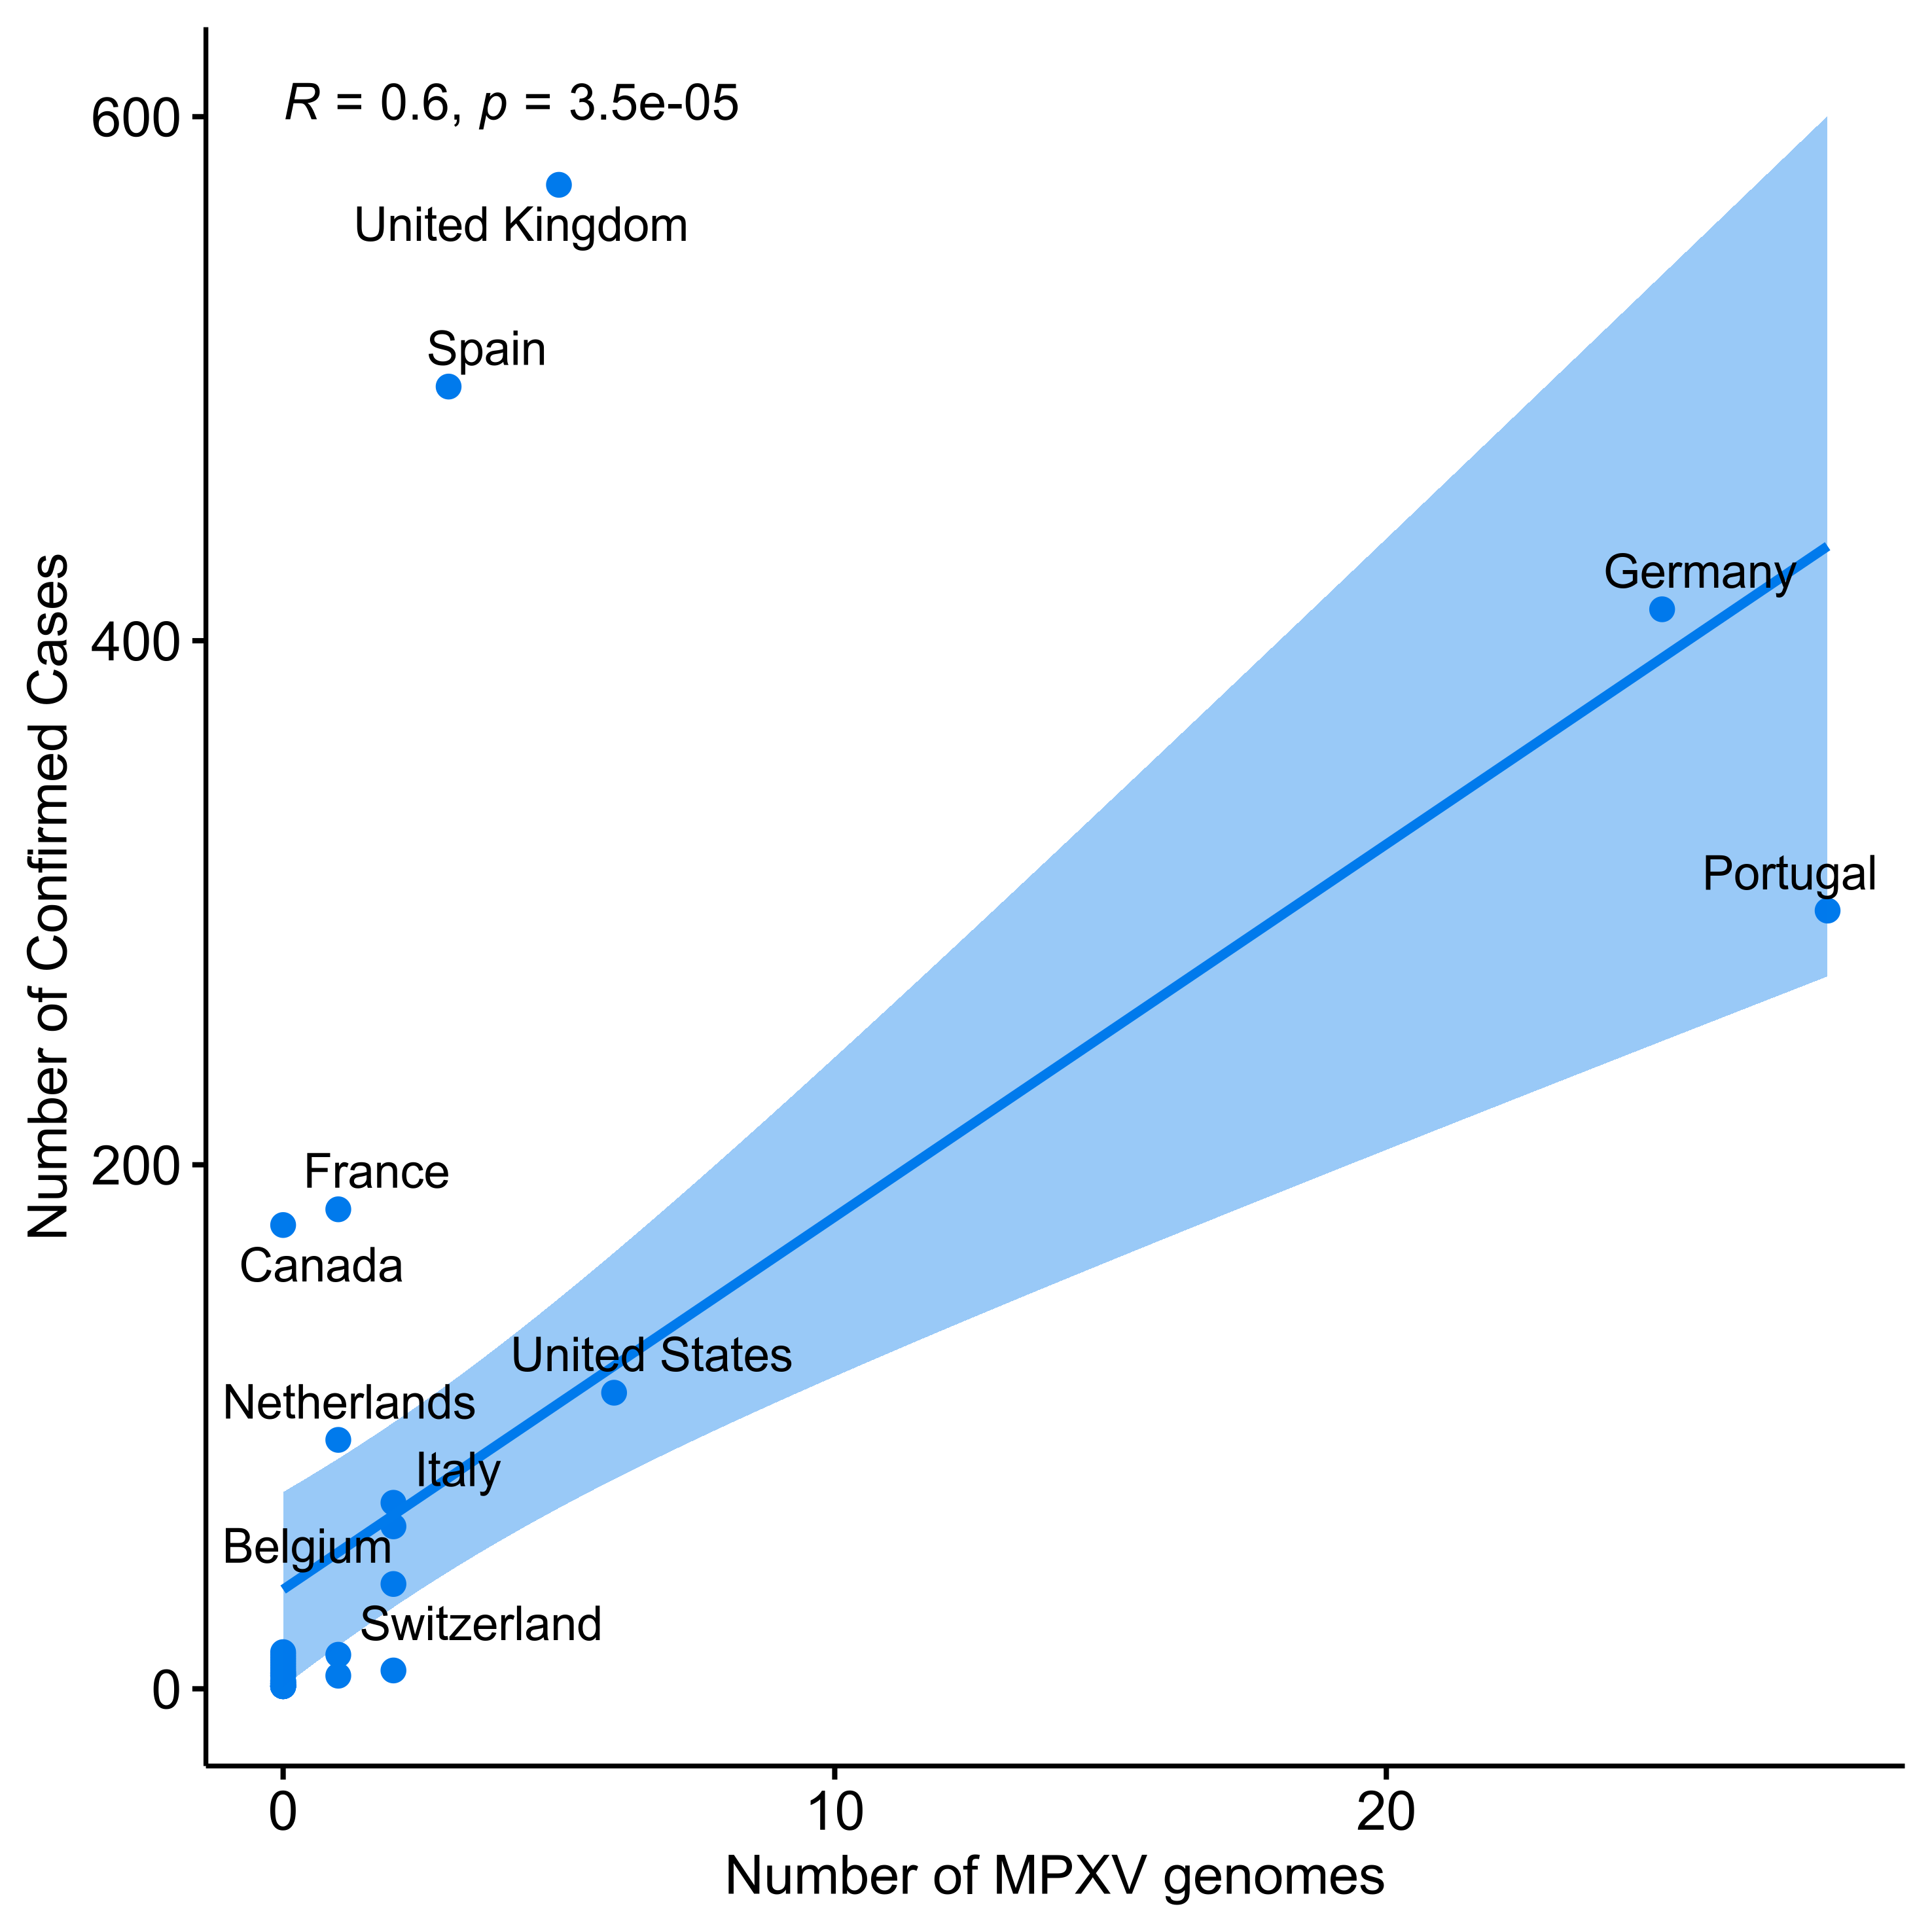 R = 0.6, p = 3.5e-05
600
United Kingdom
Spain
Germany
400
Portugal
Number of Confirmed Cases
France
200
Canada
United States
Netherlands
Italy
Belgium
Switzerland
0
0 10 20
Number of MPXV genomes